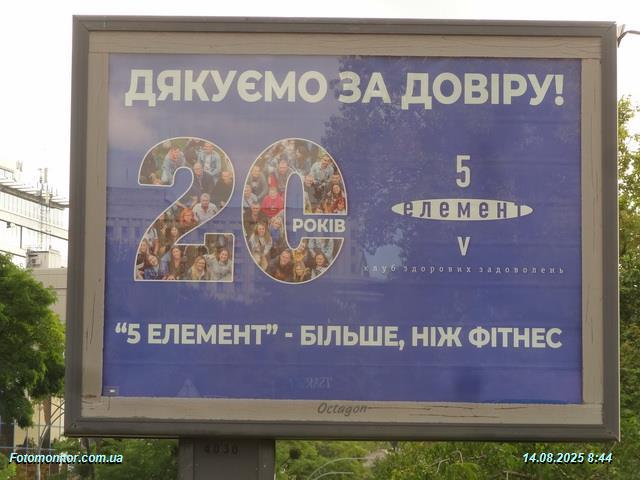 ДЯКУЄМО ЗА ДОВІРУ!
20
РОКІВ
5
елемент
V
клуб здорових задоволень
“5 ЕЛЕМЕНТ” - БІЛЬШЕ, НІЖ ФІТНЕС
Octagon
4030
Fotomonitor.com.ua
14.08.2025 8:44